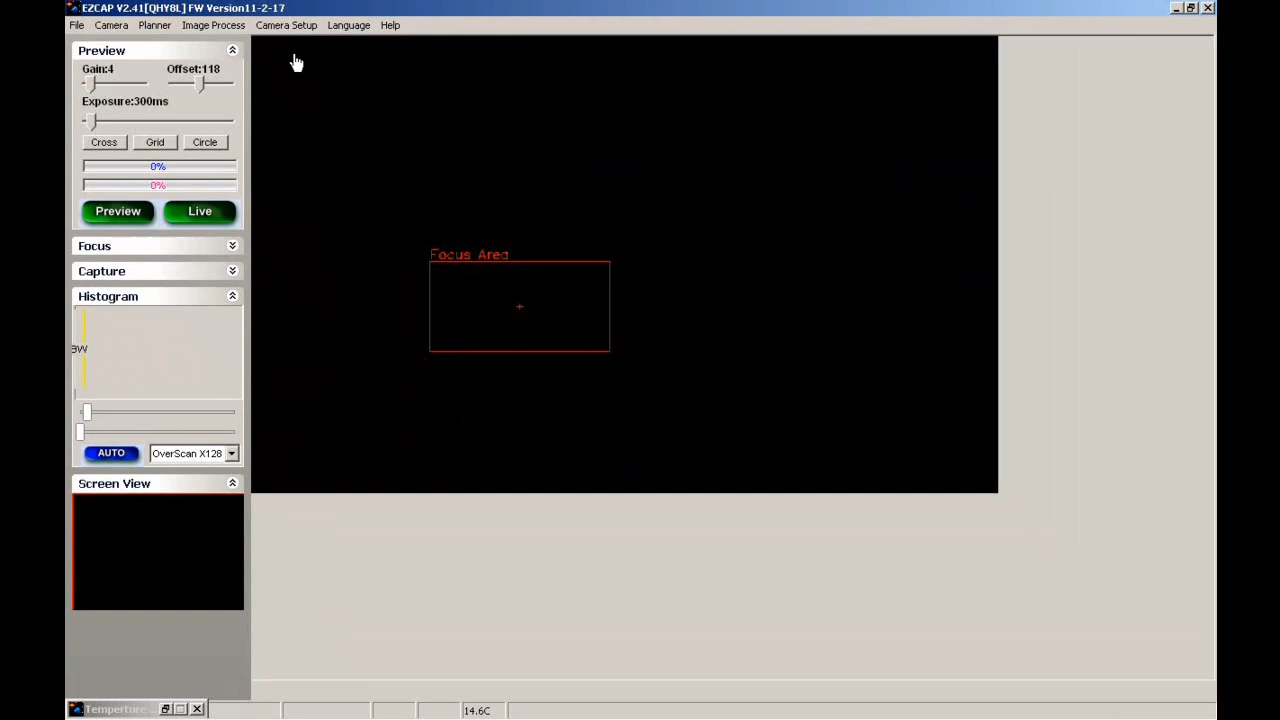 EZCAP V2.41[QHY8L] FW Version11-2-17
File Camera Planner Image Process Camera Setup Language Help
Preview
Gain:4 Offset:118
Exposure:300ms
Cross Grid Circle
0%
0%
Preview Live
Focus
Capture
Histogram
BW
AUTO OverScan X128
Screen View
Focus Area
Temperture
14.6C